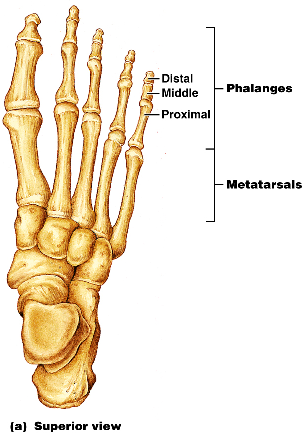 Distal
Middle
Proximal
Phalanges
Metatarsals
(a) Superior view